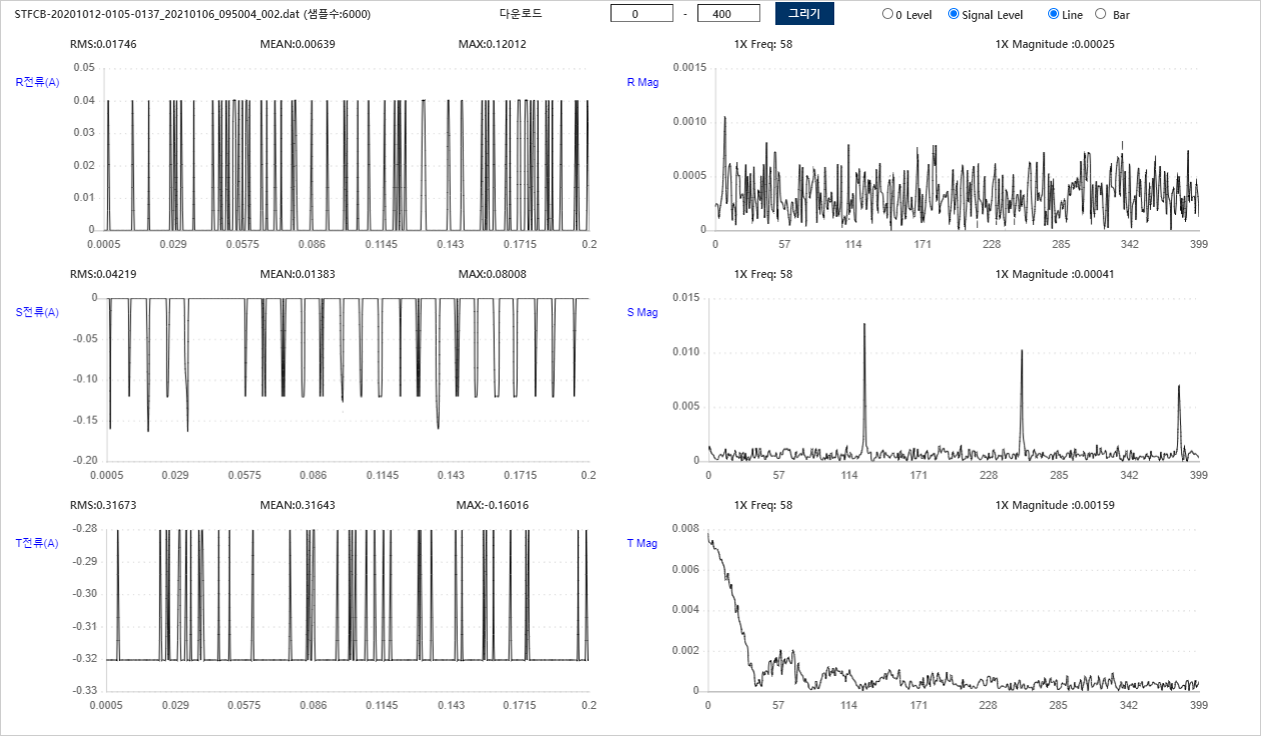 STFCB-20201012-0105-0137_20210106_095004_002.dat (샘플수:6000) 다운로드 0 - 400 그리기 0 Level Signal Level Line Bar
RMS:0.01746 MEAN:0.00639 MAX:0.12012 1X Freq: 58 1X Magnitude :0.00025
R전류(A)
0.05
0.04
0.03
0.02
0.01
0
0.0005 0.029 0.0575 0.086 0.1145 0.143 0.1715 0.2
R Mag
0.0015
0.0010
0.0005
0
0 57 114 171 228 285 342 399
RMS:0.04219 MEAN:0.01383 MAX:0.08008 1X Freq: 58 1X Magnitude :0.00041
S전류(A)
0
-0.05
-0.10
-0.15
-0.20
0.0005 0.029 0.0575 0.086 0.1145 0.143 0.1715 0.2
S Mag
0.015
0.010
0.005
0
0 57 114 171 228 285 342 399
RMS:0.31673 MEAN:0.31643 MAX:-0.16016 1X Freq: 58 1X Magnitude :0.00159
T전류(A)
-0.28
-0.29
-0.30
-0.31
-0.32
-0.33
0.0005 0.029 0.0575 0.086 0.1145 0.143 0.1715 0.2
T Mag
0.008
0.006
0.004
0.002
0
0 57 114 171 228 285 342 399